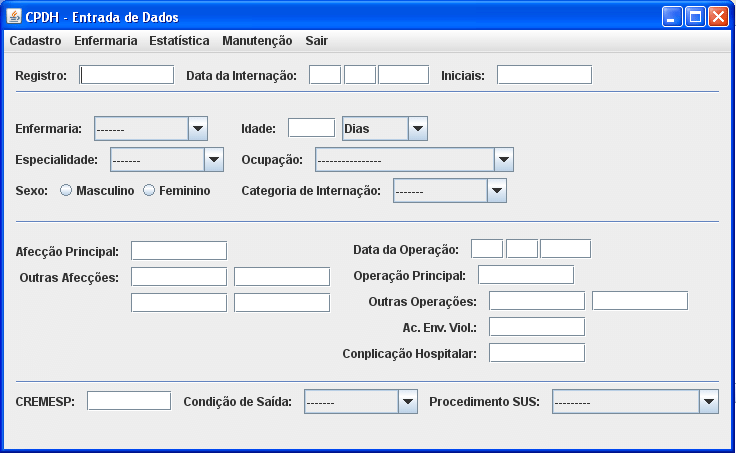 CPDH - Entrada de Dados
Cadastro Enfermaria Estatística Manutenção Sair
Registro: Data da Internação: Iniciais:
Enfermaria: ------- Idade: Dias
Especialidade: ------- Ocupação: ---------------
Sexo: Masculino Feminino Categoria de Internação: -------
Afecção Principal: Data da Operação:
Outras Afecções: Operação Principal:
Outras Operações:
Ac. Env. Viol.:
Conplicação Hospitalar:
CREMESP: Condição de Saída: ------- Procedimento SUS: ---------